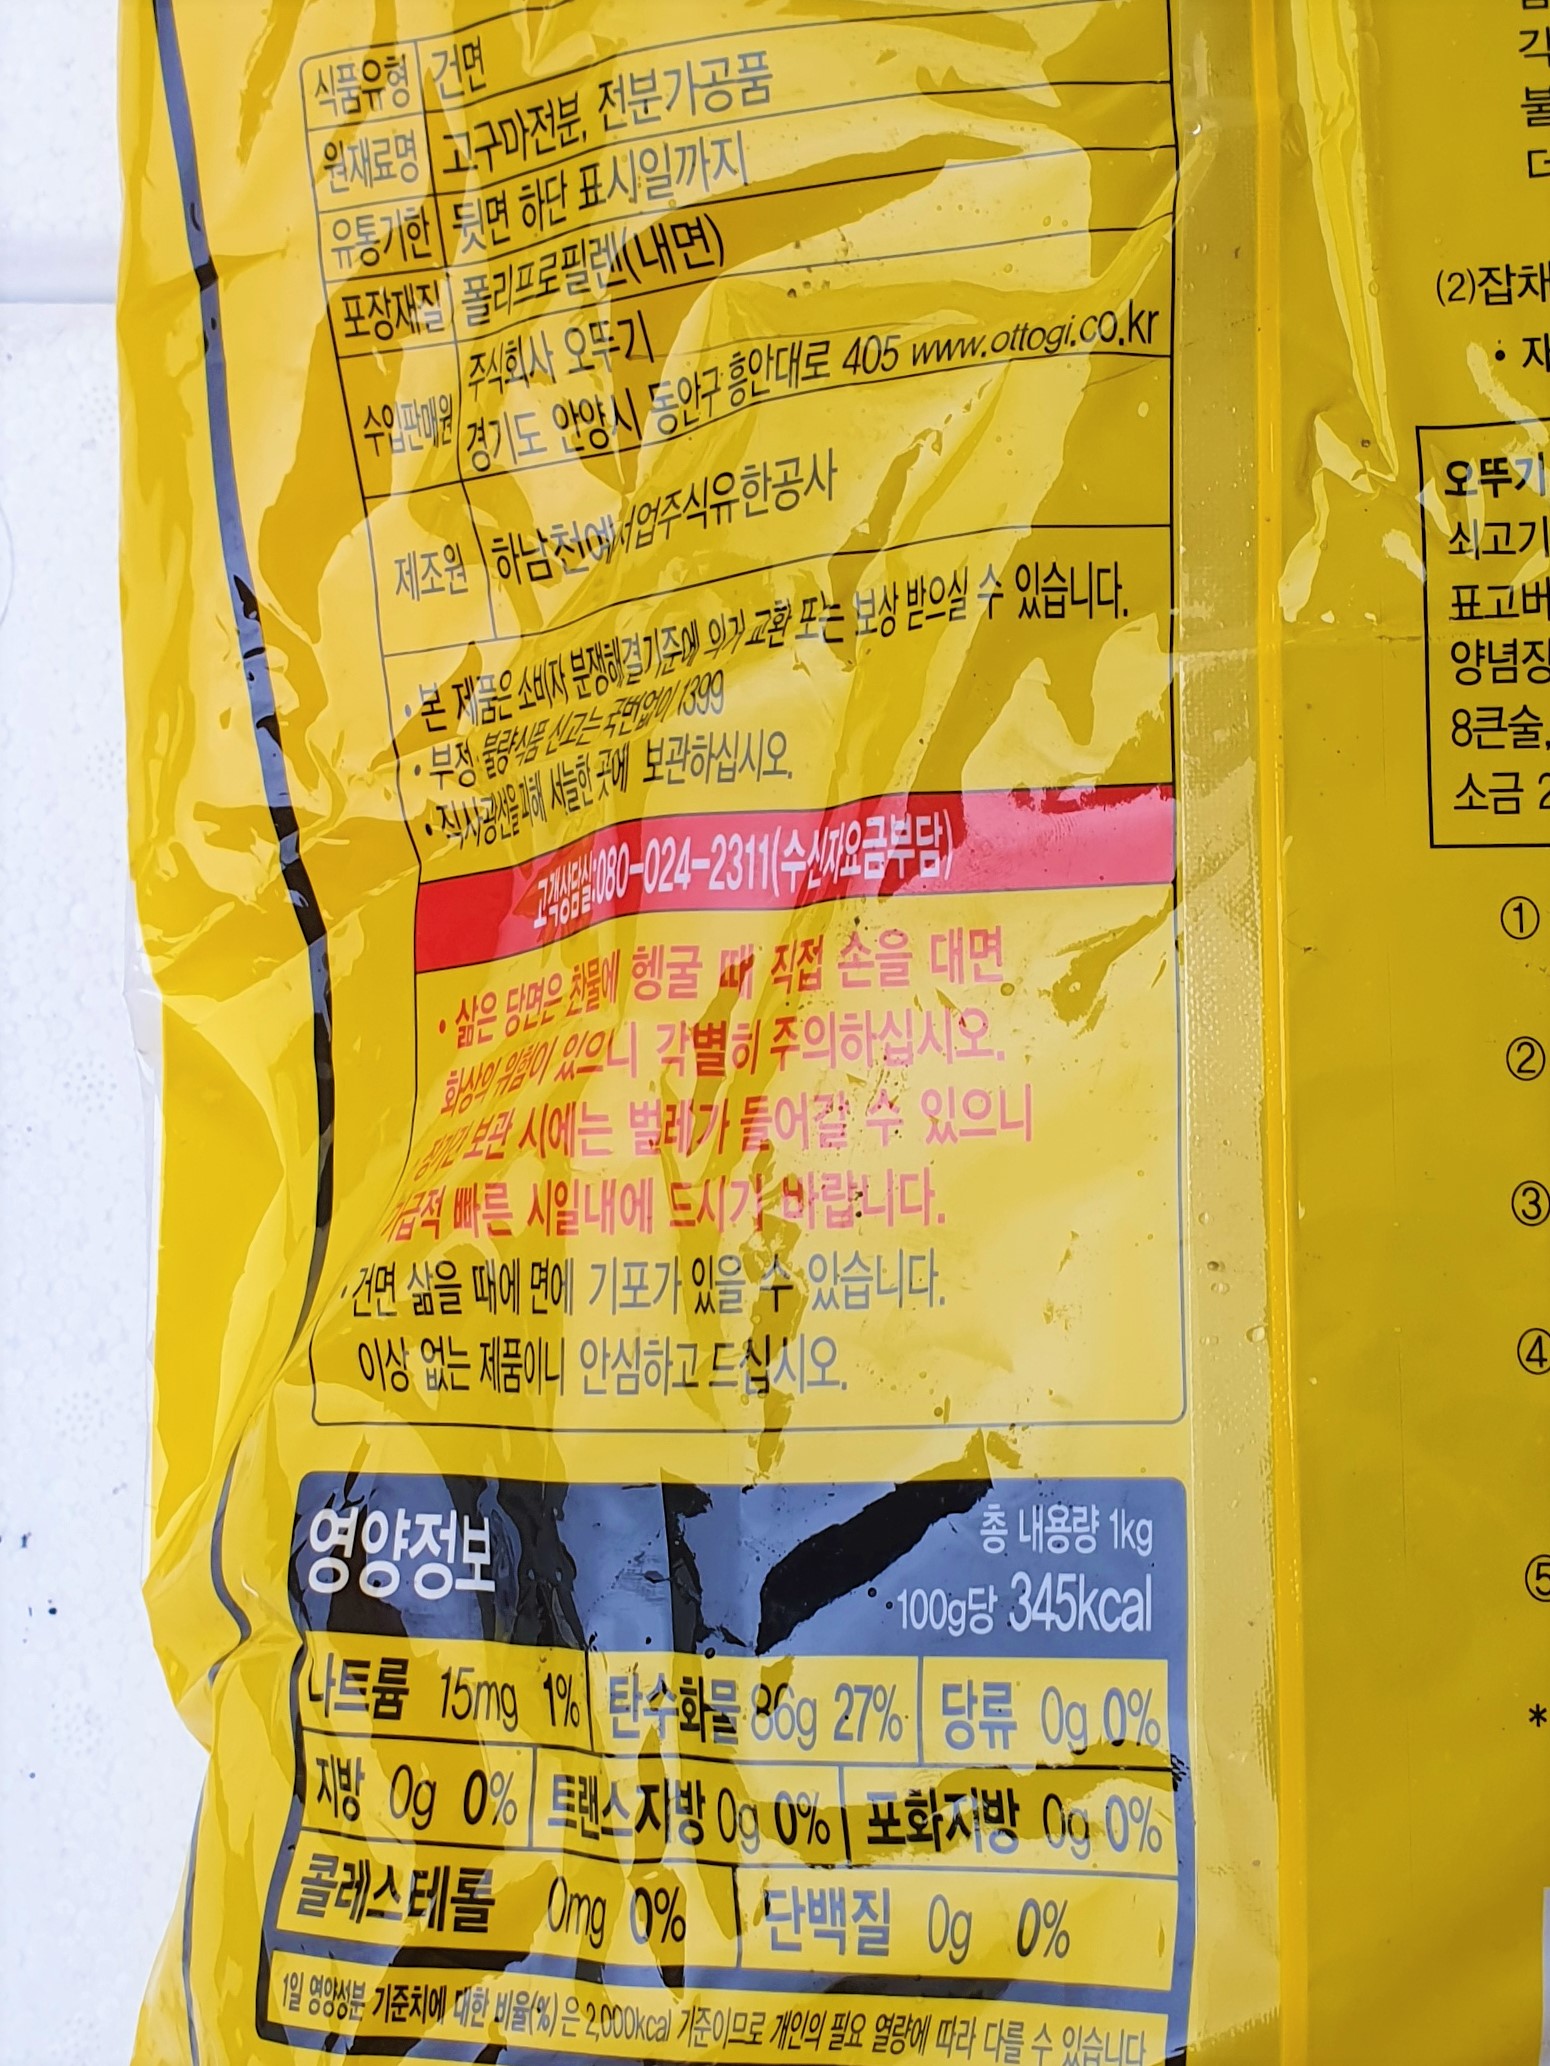 식품유형 건면
원재료명 고구마전분, 전분가공품
유통기한 뒷면 하단 표시일까지
포장재질 폴리프로필렌(내면)
수입판매원 주식회사 오뚜기
경기도 안양시 동안구 흥안대로 405 www.ottogi.co.kr
제조원 하남천예서업주식유한공사
• 본 제품은 소비자 분쟁해결기준에 의거 교환 또는 보상 받으실 수 있습니다.
• 부정·불량식품 신고는 국번없이 1399
• 직사광선을 피해 서늘한 곳에 보관하십시오.
고객상담실:080-024-2311(수신자요금부담)
• 삶은 당면은 찬물에 헹굴 때 직접 손을 대면
화상의 위험이 있으니 각별히 주의하십시오.
장기간 보관 시에는 벌레가 들어갈 수 있으니
가급적 빠른 시일내에 드시기 바랍니다.
• 건면 삶을 때에 면에 기포가 있을 수 있습니다.
이상 없는 제품이니 안심하고 드십시오.
영양정보
총 내용량 1kg
100g당 345kcal
나트륨 15mg 1% 탄수화물 86g 27% 당류 0g 0%
지방 0g 0% 트랜스지방 0g 0% 포화지방 0g 0%
콜레스테롤 0mg 0% 단백질 0g 0%
1일 영양성분 기준치에 대한 비율(%)은 2,000kcal 기준이므로 개인의 필요 열량에 따라 다를 수 있습니다
각
불
(2)잡채
• 재
오뚜기
쇠고기
표고버
양념장
8큰술,
소금 2
①
②
③
④
⑤
*